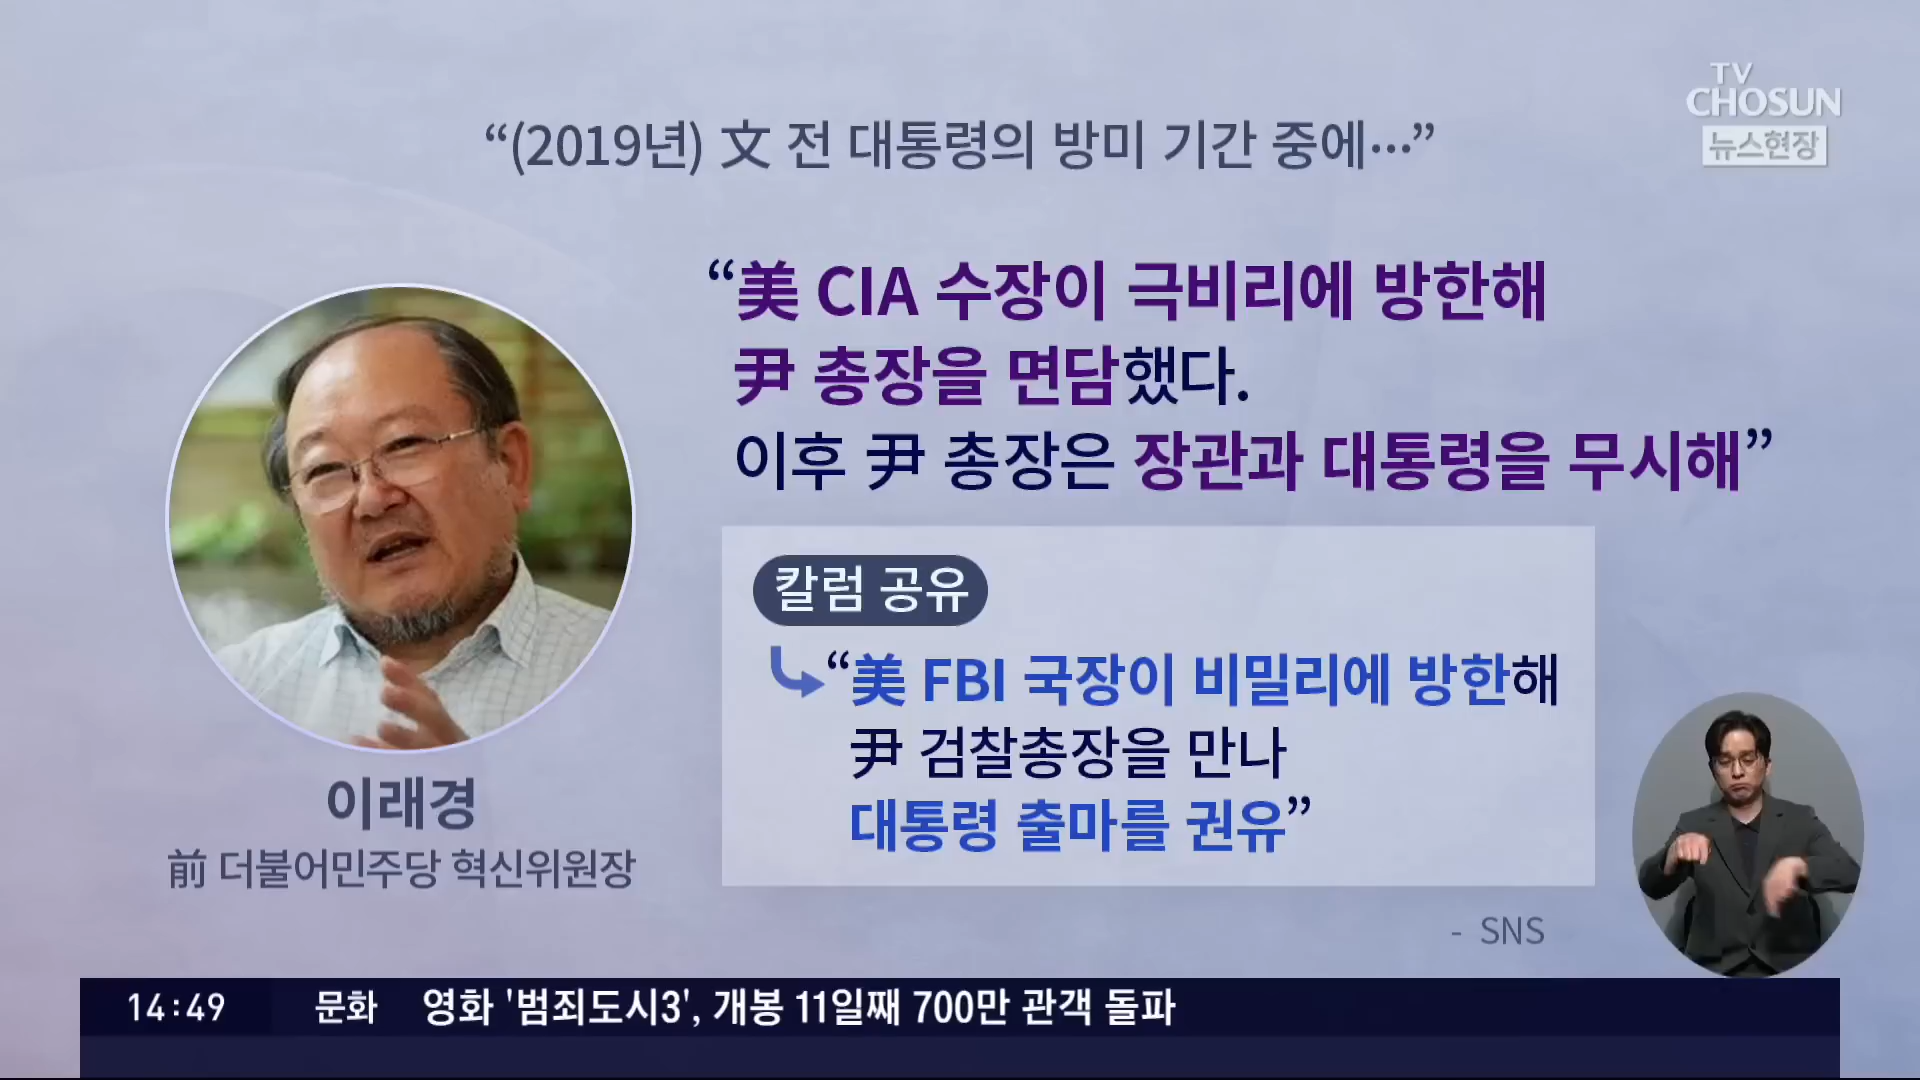 TV
CHOSUN
뉴스현장
“(2019년) 文 전 대통령의 방미 기간 중에…”
“美 CIA 수장이 극비리에 방한해
尹 총장을 면담했다.
이후 尹 총장은 장관과 대통령을 무시해”
칼럼 공유
“美 FBI 국장이 비밀리에 방한해
尹 검찰총장을 만나
대통령 출마를 권유”
- SNS
이래경
前 더불어민주당 혁신위원장
14:49 문화 영화 '범죄도시3', 개봉 11일째 700만 관객 돌파